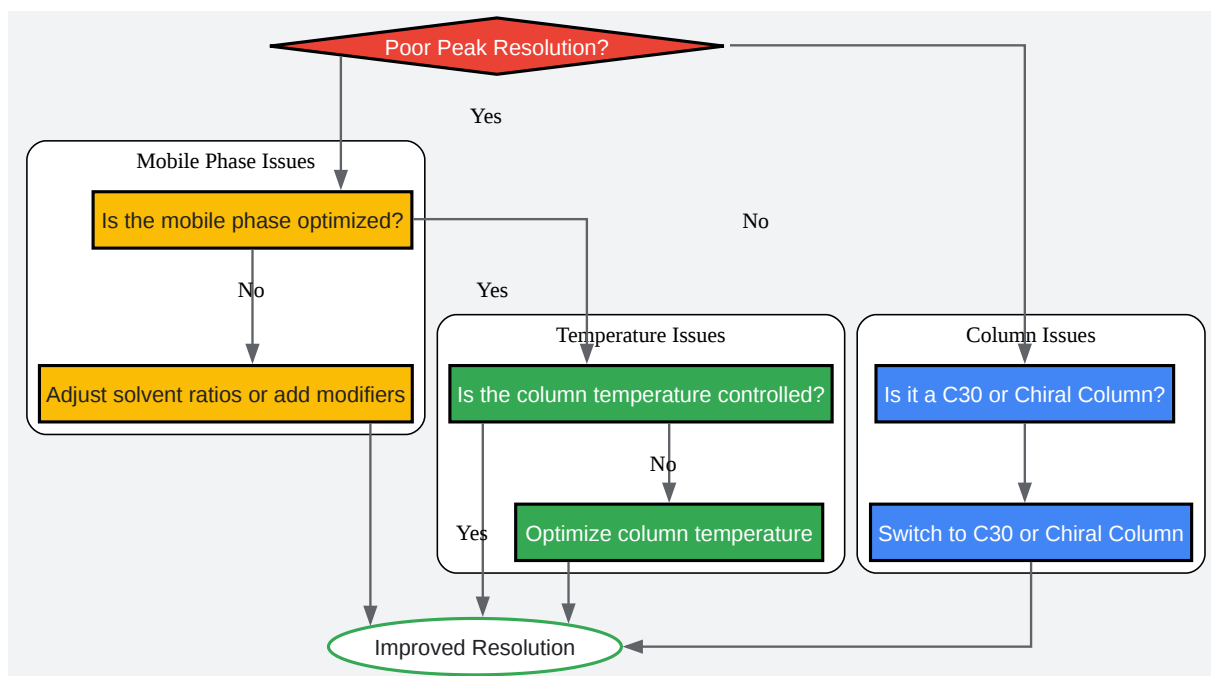 Poor Peak Resolution?
Yes
Mobile Phase Issues
Is the mobile phase optimized?
No
No
Yes
Temperature Issues
Column Issues
Adjust solvent ratios or add modifiers
Is the column temperature controlled?
Is it a C30 or Chiral Column?
No
Yes
Optimize column temperature
Switch to C30 or Chiral Column
Improved Resolution